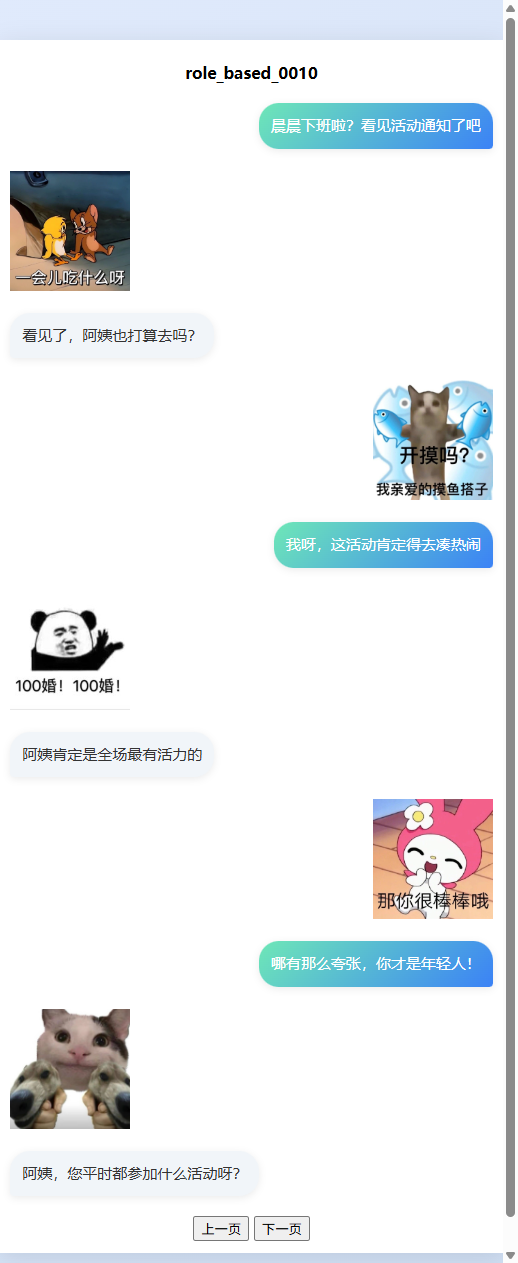 role_based_0010
晨晨下班啦？看见活动通知了吧
一会儿吃什么呀
看见了，阿姨也打算去吗？
开摸吗?
我亲爱的摸鱼搭子
我呀，这活动肯定得去凑热闹
100婚！100婚！
阿姨肯定是全场最有活力的
那你很棒棒哦
哪有那么夸张，你才是年轻人！
阿姨，您平时都参加什么活动呀？
上一页 下一页